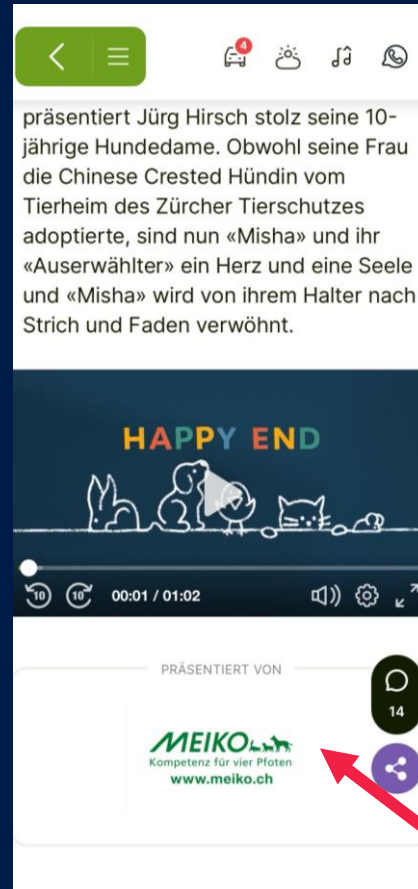 4
präsentiert Jürg Hirsch stolz seine 10-
jährige Hundedame. Obwohl seine Frau
die Chinese Crested Hündin vom
Tierheim des Zürcher Tierschutzes
adoptierte, sind nun «Misha» und ihr
«Auserwählter» ein Herz und eine Seele
und «Misha» wird von ihrem Halter nach
Strich und Faden verwöhnt.
HAPPY END
10 10 00:01 / 01:02
PRÄSENTIERT VON
14
MEIKO
Kompetenz für vier Pfoten
www.meiko.ch